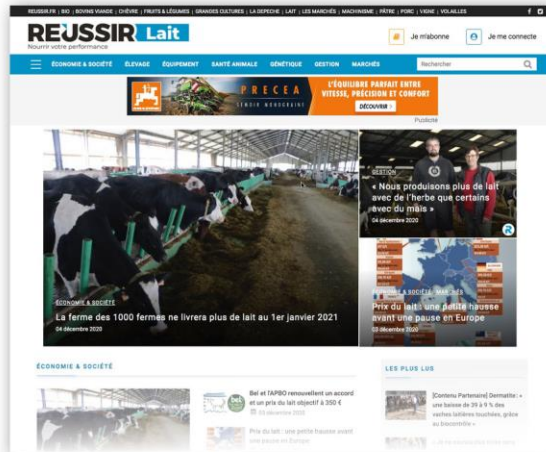 REUSSIR.FR | BIO | BOVINS VIANDE | CHÈVRE | FRUITS & LÉGUMES | GRANDES CULTURES | LA DEPECHE | LAIT | LES MARCHÉS | MACHINISME | PÂTRE | PORC | VIGNE | VOLAILLES
RÉUSSIR Lait
Nourrir votre performance
Je m'abonne
Je me connecte
ÉCONOMIE & SOCIÉTÉ ÉLEVAGE ÉQUIPEMENT SANTÉ ANIMALE GÉNÉTIQUE GESTION MARCHÉS
Rechercher
PRECEA
SEMOIR MONOGRAINE
L'ÉQUILIBRE PARFAIT ENTRE
VITESSE, PRÉCISION ET CONFORT
DÉCOUVRIR >
Publicité
GESTION
« Nous produisons plus de lait
avec de l'herbe que certains
avec du maïs »
04 décembre 2020
ÉCONOMIE & SOCIÉTÉ
La ferme des 1000 fermes ne livrera plus de lait au 1er janvier 2021
04 décembre 2020
ÉCONOMIE & SOCIÉTÉ, MARCHÉS
Prix du lait : une petite hausse
avant une pause en Europe
03 décembre 2020
ÉCONOMIE & SOCIÉTÉ
Bel et l'APBO renouvellent un accord
et un prix du lait objectif à 350 €
03 décembre 2020
Prix du lait : une petite hausse avant
une pause en Europe
LES PLUS LUS
[Contenu Partenaire] Dermatite : «
une baisse de 39 à 9 % des
vaches laitières touchées, grâce
au biocontrôle »